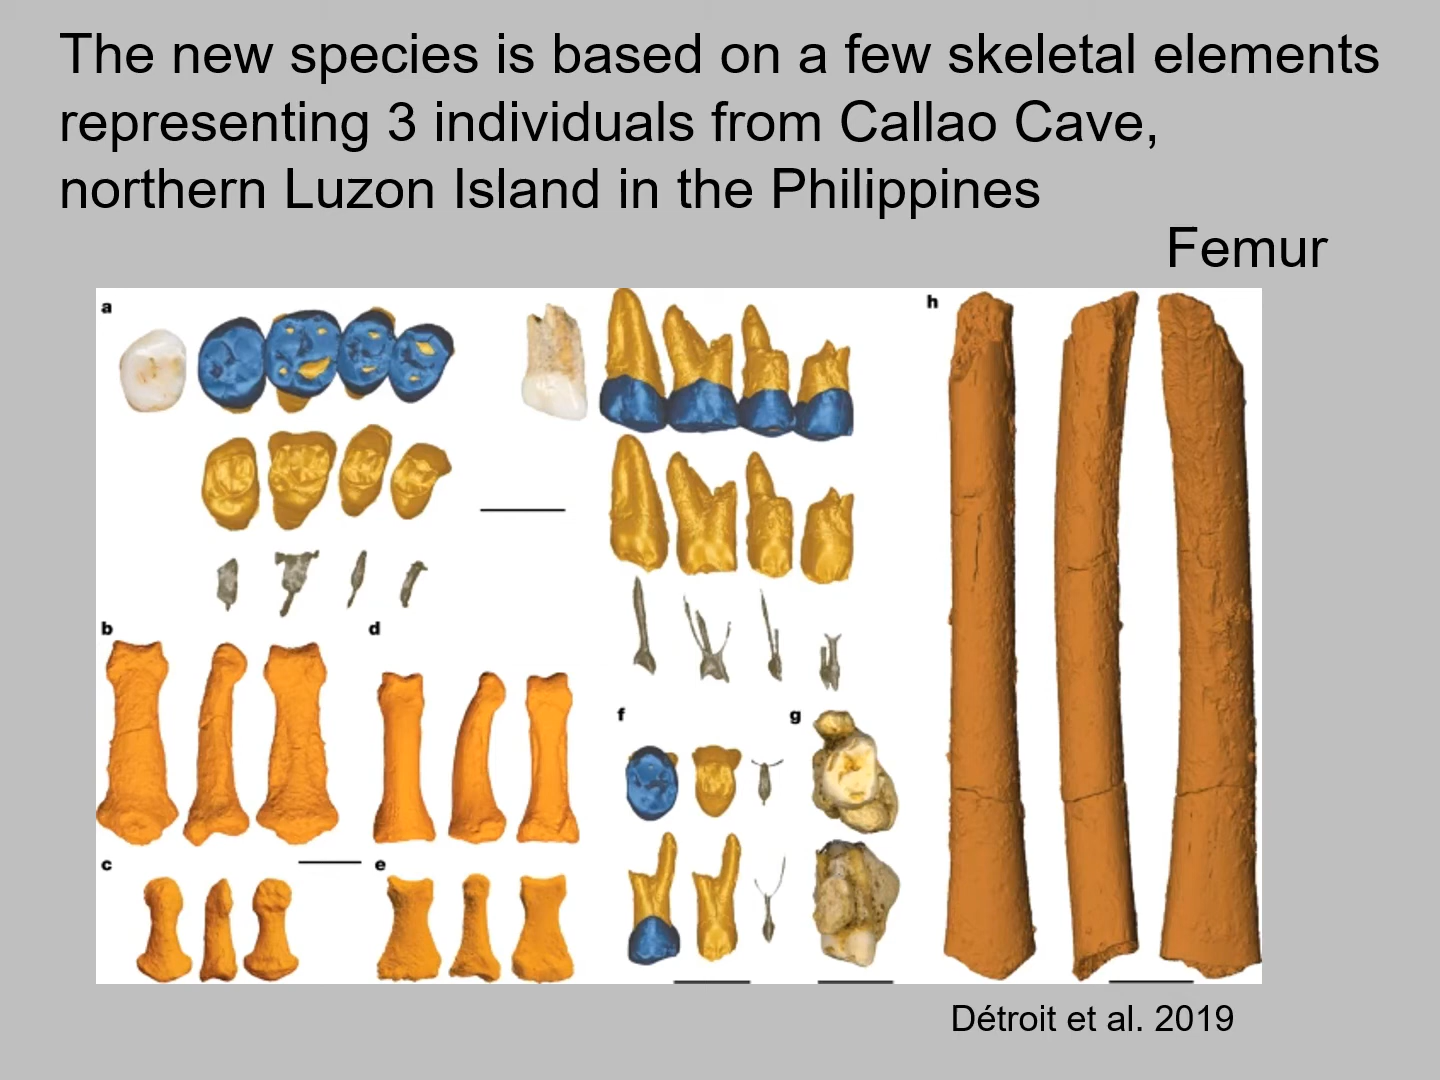 The new species is based on a few skeletal elements
representing 3 individuals from Callao Cave,
northern Luzon Island in the Philippines
Femur
a
h
b
d
f
g
c
e
Détroit et al. 2019